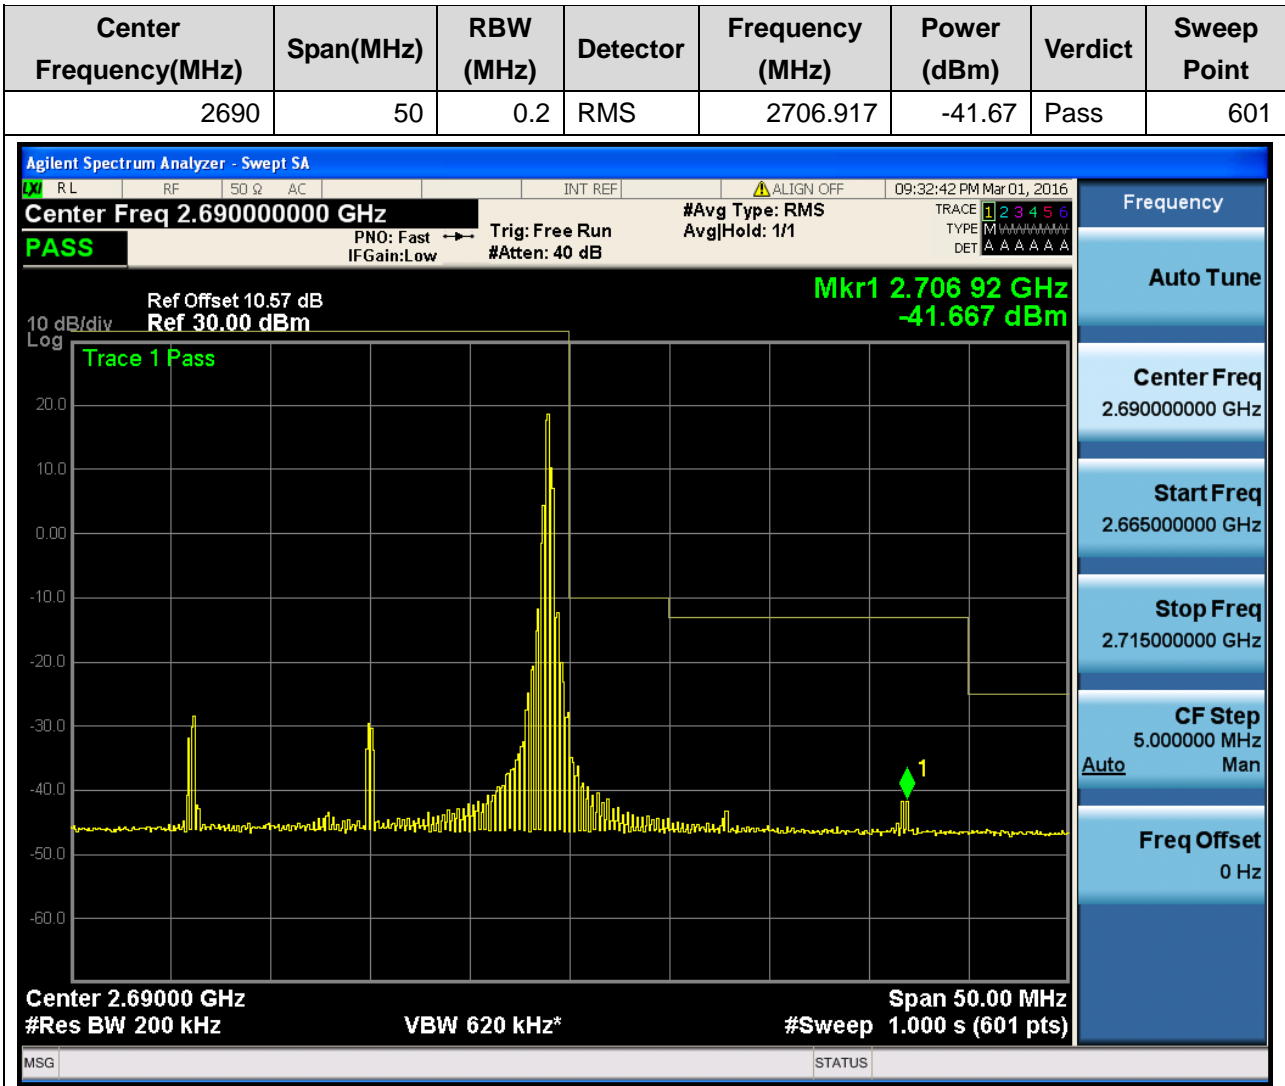 Center Frequency(MHz) Span(MHz) RBW (MHz) Detector Frequency (MHz) Power (dBm) Verdict Sweep Point
2690 50 0.2 RMS 2706.917 -41.67 Pass 601
Agilent Spectrum Analyzer - Swept SA
LXI RL RF 50 Ω AC INT REF ALIGN OFF 09:32:42 PM Mar 01, 2016
Center Freq 2.690000000 GHz
PASS
PNO: Fast
IFGain:Low
Trig: Free Run
#Atten: 40 dB
#Avg Type: RMS
Avg|Hold: 1/1
TRACE 1 2 3 4 5 6
TYPE M WWWWW
DET A A A A A A
Mkr1 2.706 92 GHz
-41.667 dBm
Ref Offset 10.57 dB
10 dB/div Ref 30.00 dBm
Log
Trace 1 Pass
20.0
10.0
0.00
-10.0
-20.0
-30.0
-40.0
-50.0
-60.0
1
Center 2.69000 GHz Span 50.00 MHz
#Res BW 200 kHz VBW 620 kHz* #Sweep 1.000 s (601 pts)
MSG STATUS
Frequency
Auto Tune
Center Freq
2.690000000 GHz
Start Freq
2.665000000 GHz
Stop Freq
2.715000000 GHz
CF Step
5.000000 MHz
Auto Man
Freq Offset
0 Hz